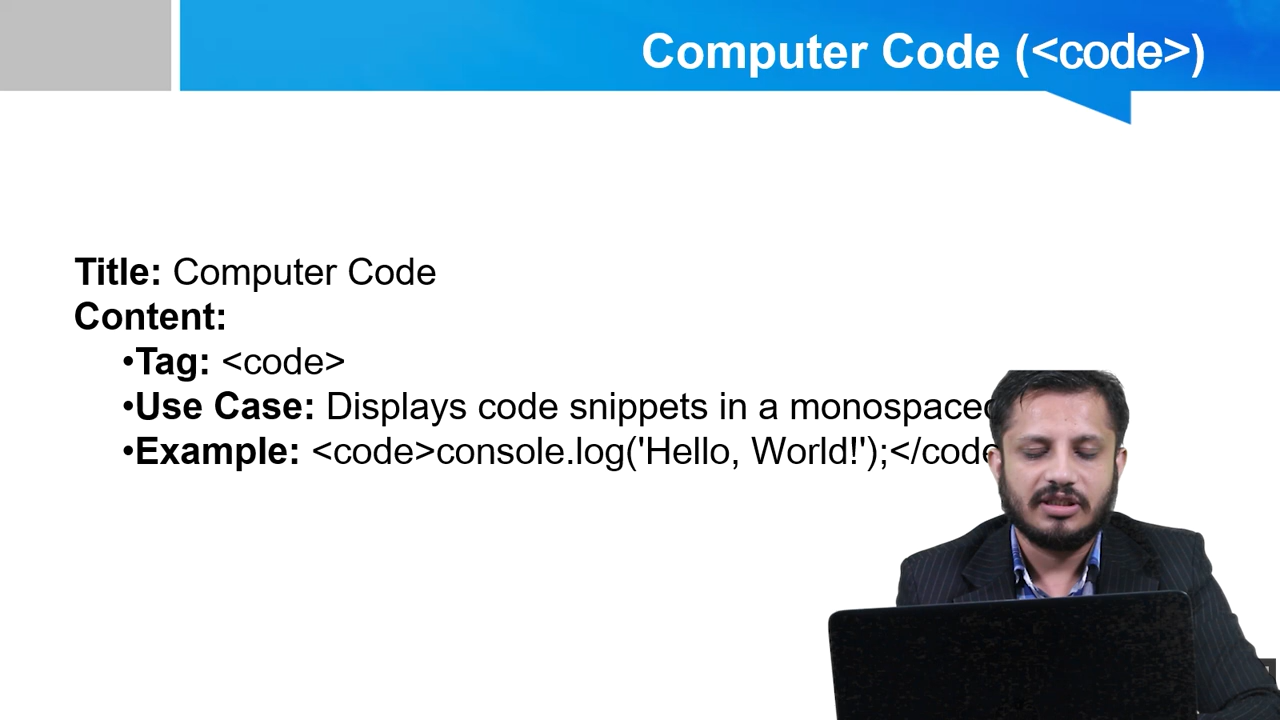 Computer Code (<code>)
Title: Computer Code
Content:
•Tag: <code>
•Use Case: Displays code snippets in a monospaced
•Example: <code>console.log('Hello, World!');</code